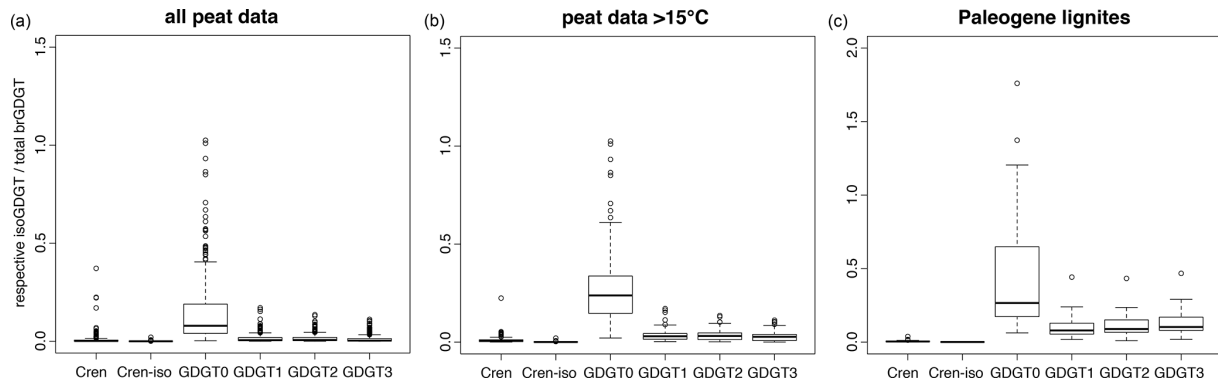 (a) all peat data
respective isoGDGT / total brGDGT
1.5
1.0
0.5
0.0
Cren Cren-iso GDGT0 GDGT1 GDGT2 GDGT3
(b) peat data >15°C
1.5
1.0
0.5
0.0
Cren Cren-iso GDGT0 GDGT1 GDGT2 GDGT3
(c) Paleogene lignites
2.0
1.5
1.0
0.5
0.0
Cren Cren-iso GDGT0 GDGT1 GDGT2 GDGT3